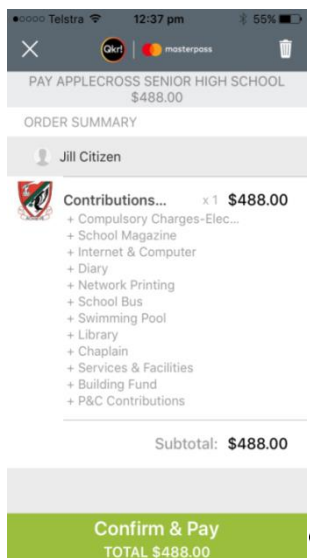 Telstra 12:37 pm 55%
Qkr! masterpass
PAY APPLECROSS SENIOR HIGH SCHOOL
$488.00
ORDER SUMMARY
Jill Citizen
Contributions... x 1 $488.00
+ Compulsory Charges-Elec...
+ School Magazine
+ Internet & Computer
+ Diary
+ Network Printing
+ School Bus
+ Swimming Pool
+ Library
+ Chaplain
+ Services & Facilities
+ Building Fund
+ P&C Contributions
Subtotal: $488.00
Confirm & Pay
TOTAL $488.00